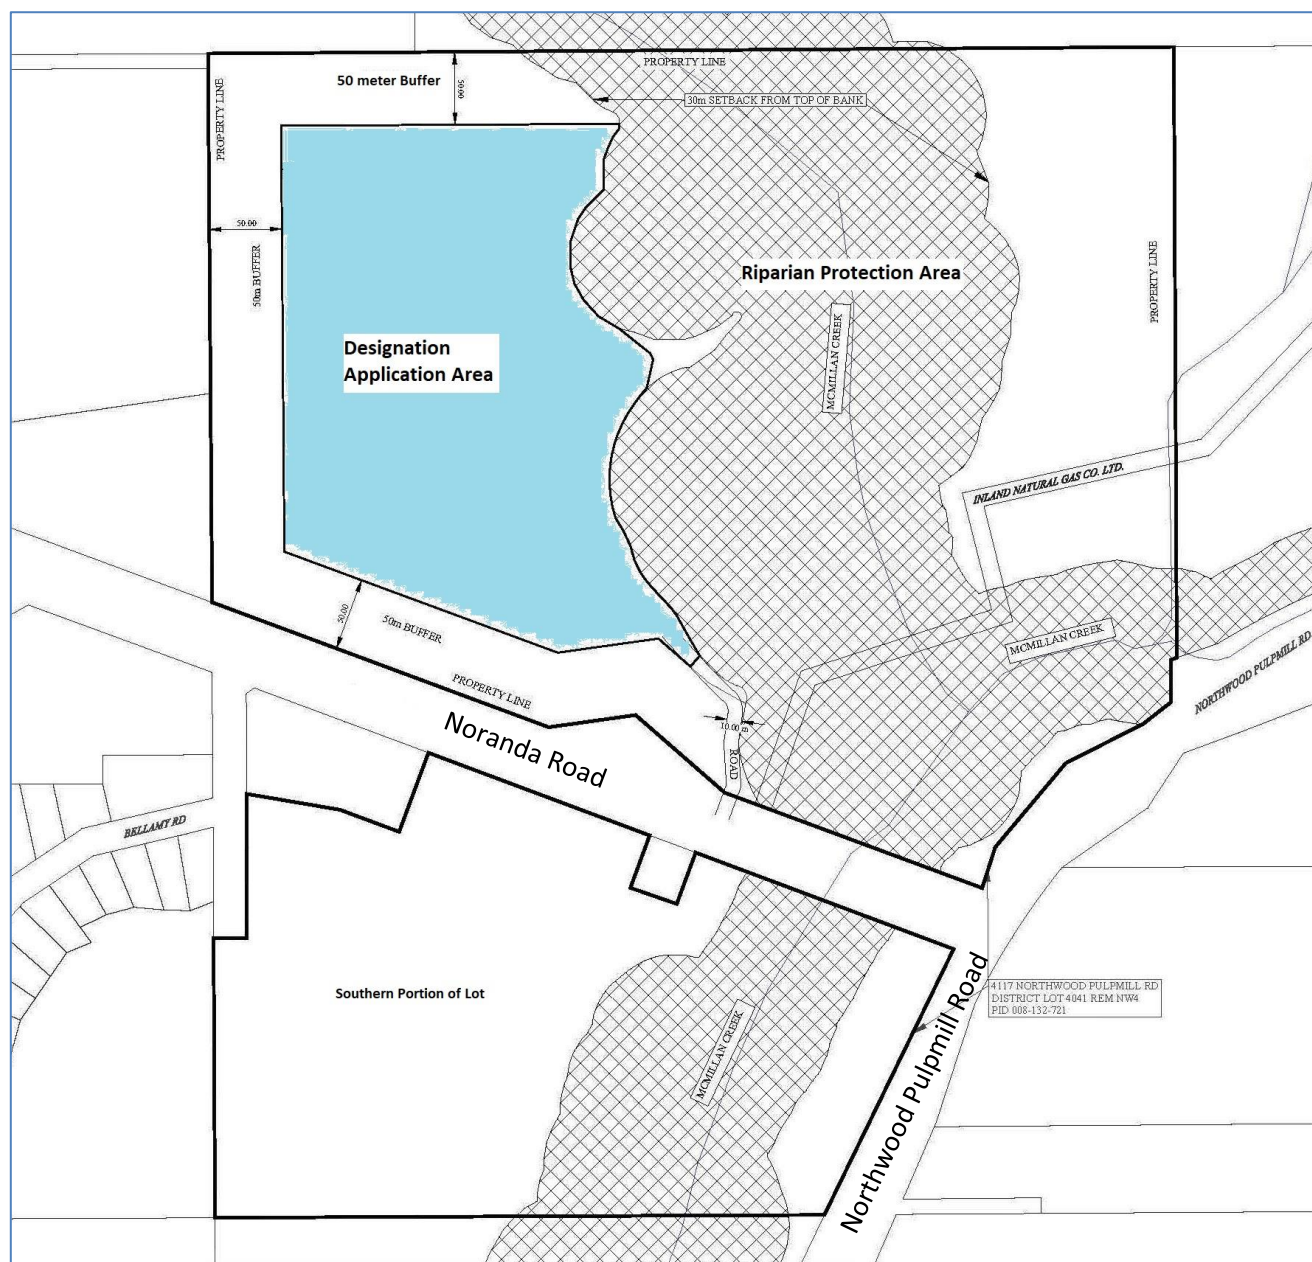 PROPERTY LINE
50 meter Buffer
50.00
PROPERTY LINE
30m SETBACK FROM TOP OF BANK
50.00
50m BUFFER
Riparian Protection Area
PROPERTY LINE
MCMILLAN CREEK
Designation
Application Area
INLAND NATURAL GAS CO. LTD.
50.00
50m BUFFER
MCMILLAN CREEK
NORTHWOOD PULPMILL RD
PROPERTY LINE
10.00 m
ROAD
Noranda Road
BELLAMY RD
Southern Portion of Lot
MCMILLAN CREEK
4117 NORTHWOOD PULPMILL RD
DISTRICT LOT 4041 REM NW4
PID 008-132-721
Northwood Pulpmill Road